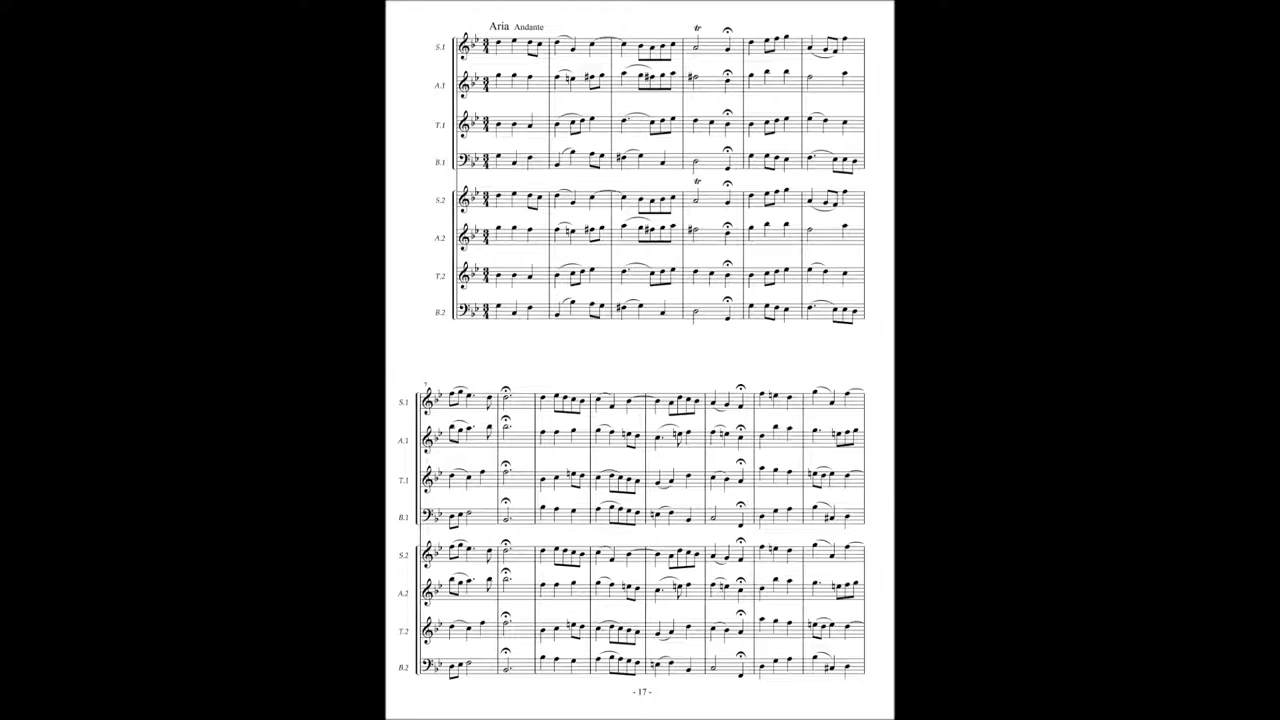 Aria Andante
S.1
A.1
T.1
B.1
S.2
A.2
T.2
B.2
7
S.1
A.1
T.1
B.1
S.2
A.2
T.2
B.2
- 17 -